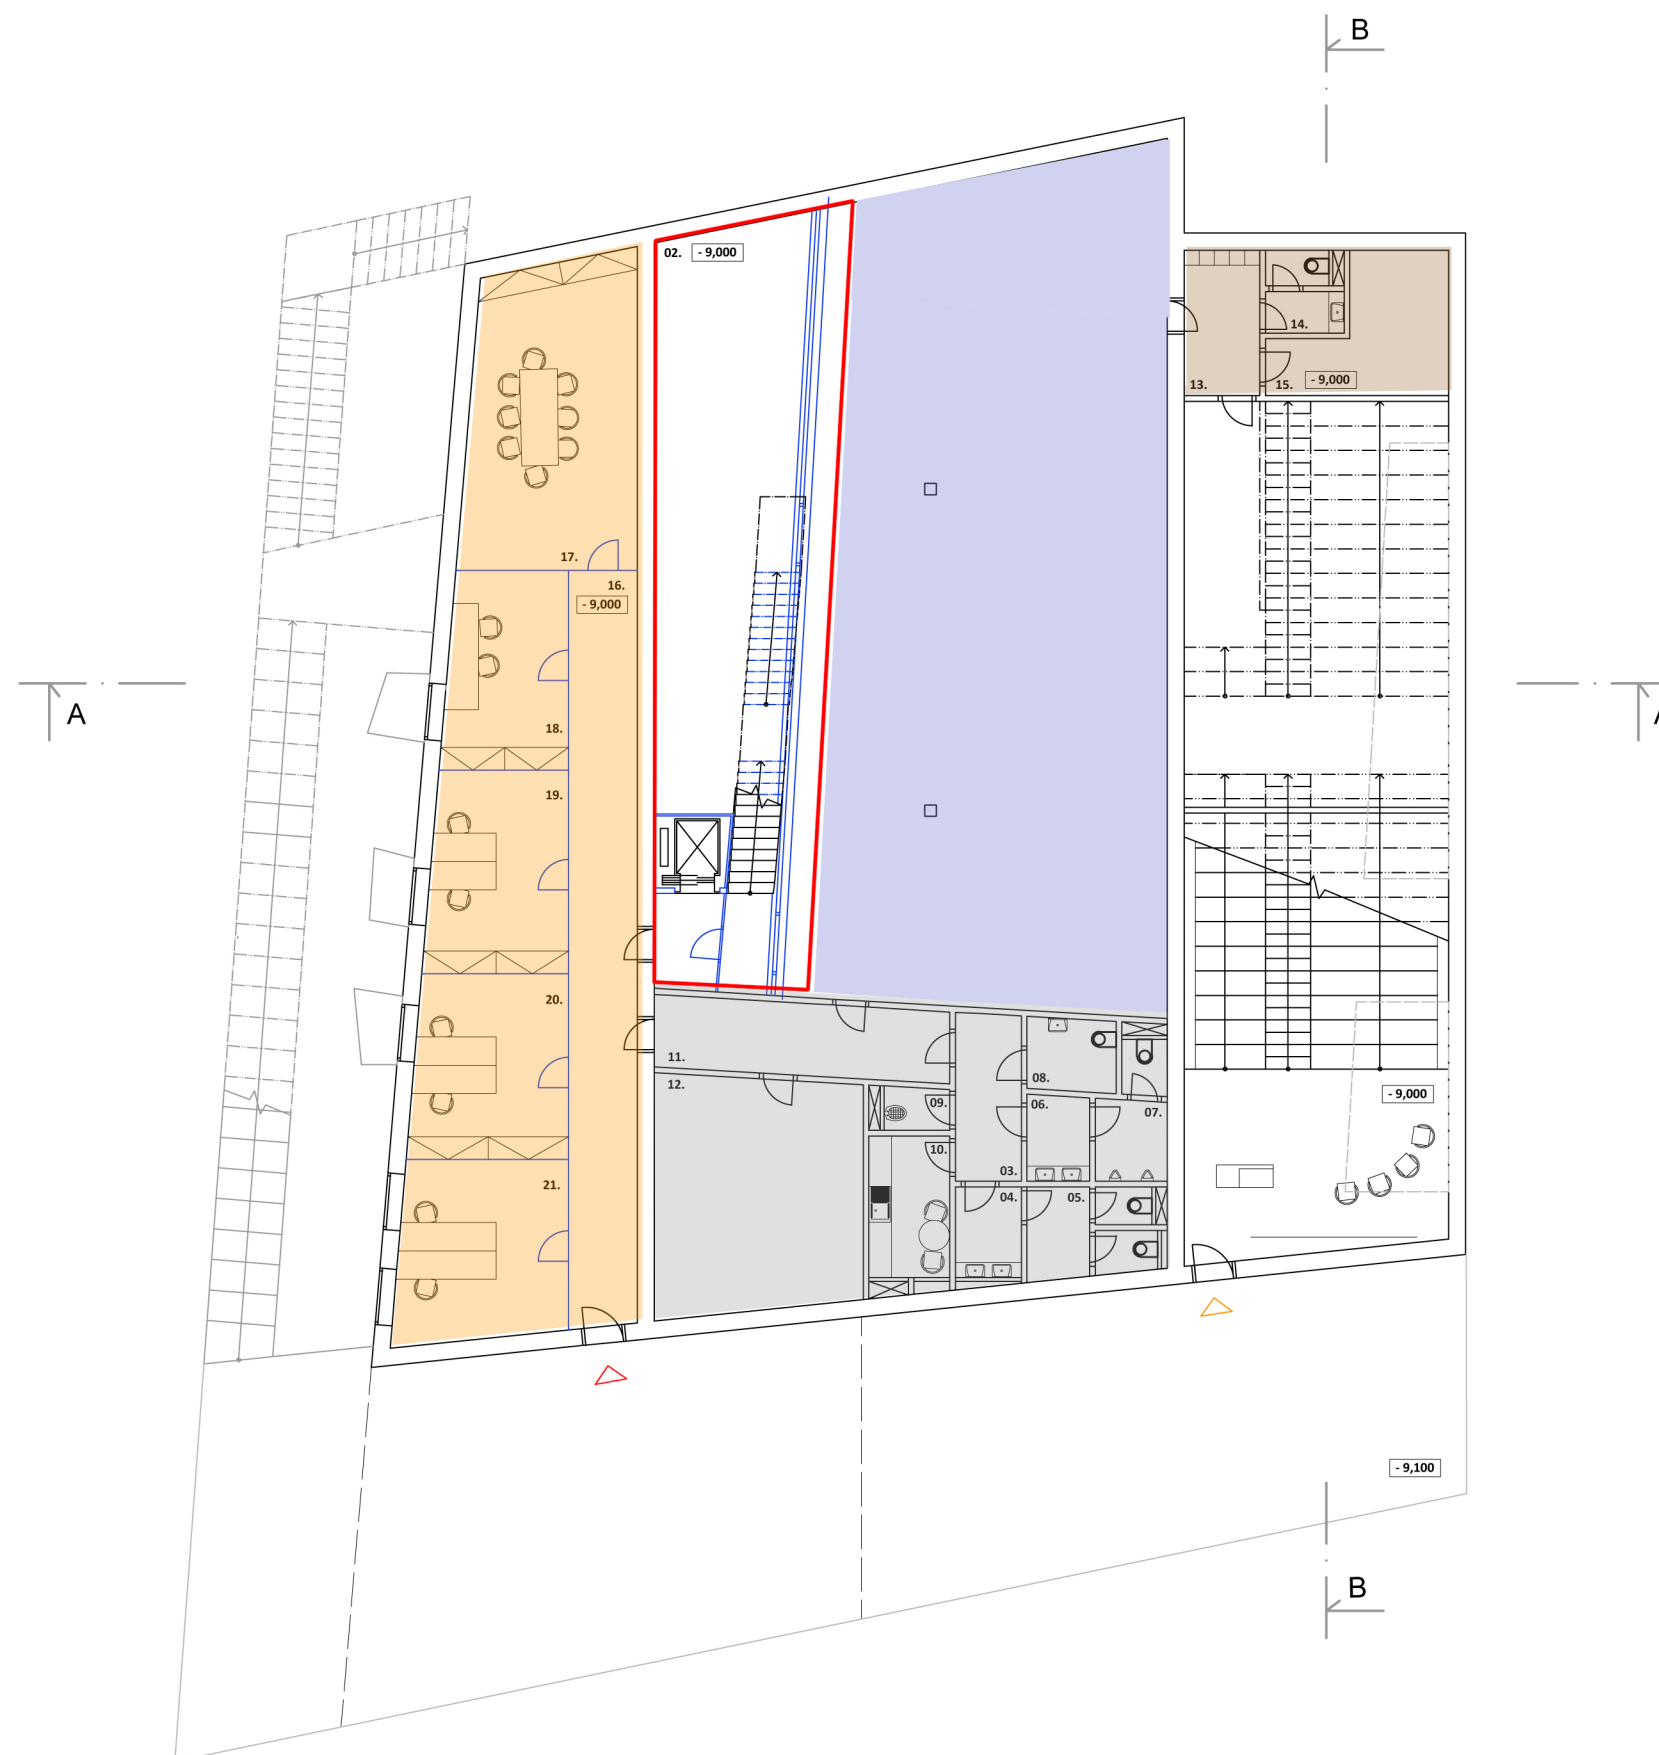 B
02. - 9,000
14.
13. 15. - 9,000
17.
16.
- 9,000
A
A
18.
19.
20.
11.
12.
08.
09. 06. 07.
- 9,000
10.
03.
21. 04. 05.
- 9,100
B